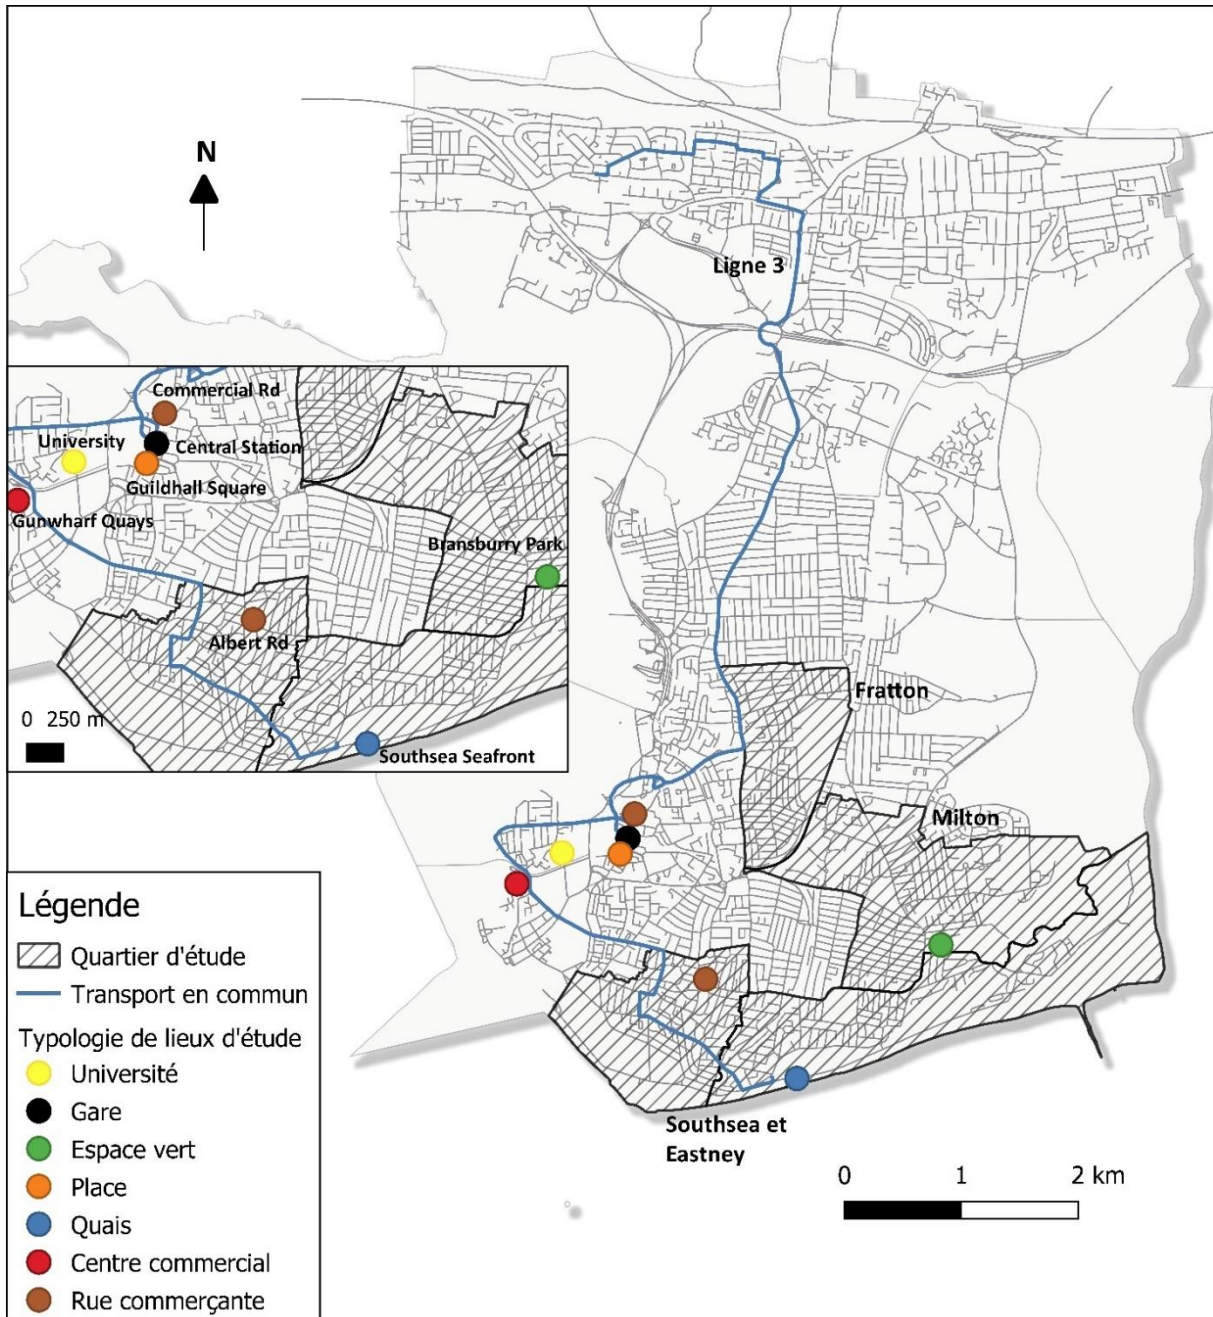 N
Ligne 3
Commercial Rd
University
Central Station
Guildhall Square
Gunwharf Quays
Bransburry Park
Albert Rd
0 250 m
Southsea Seafront
Fratton
Milton
Southsea et
Eastney
0 1 2 km
Légende
Quartier d'étude
Transport en commun
Typologie de lieux d'étude
Université
Gare
Espace vert
Place
Quais
Centre commercial
Rue commerçante